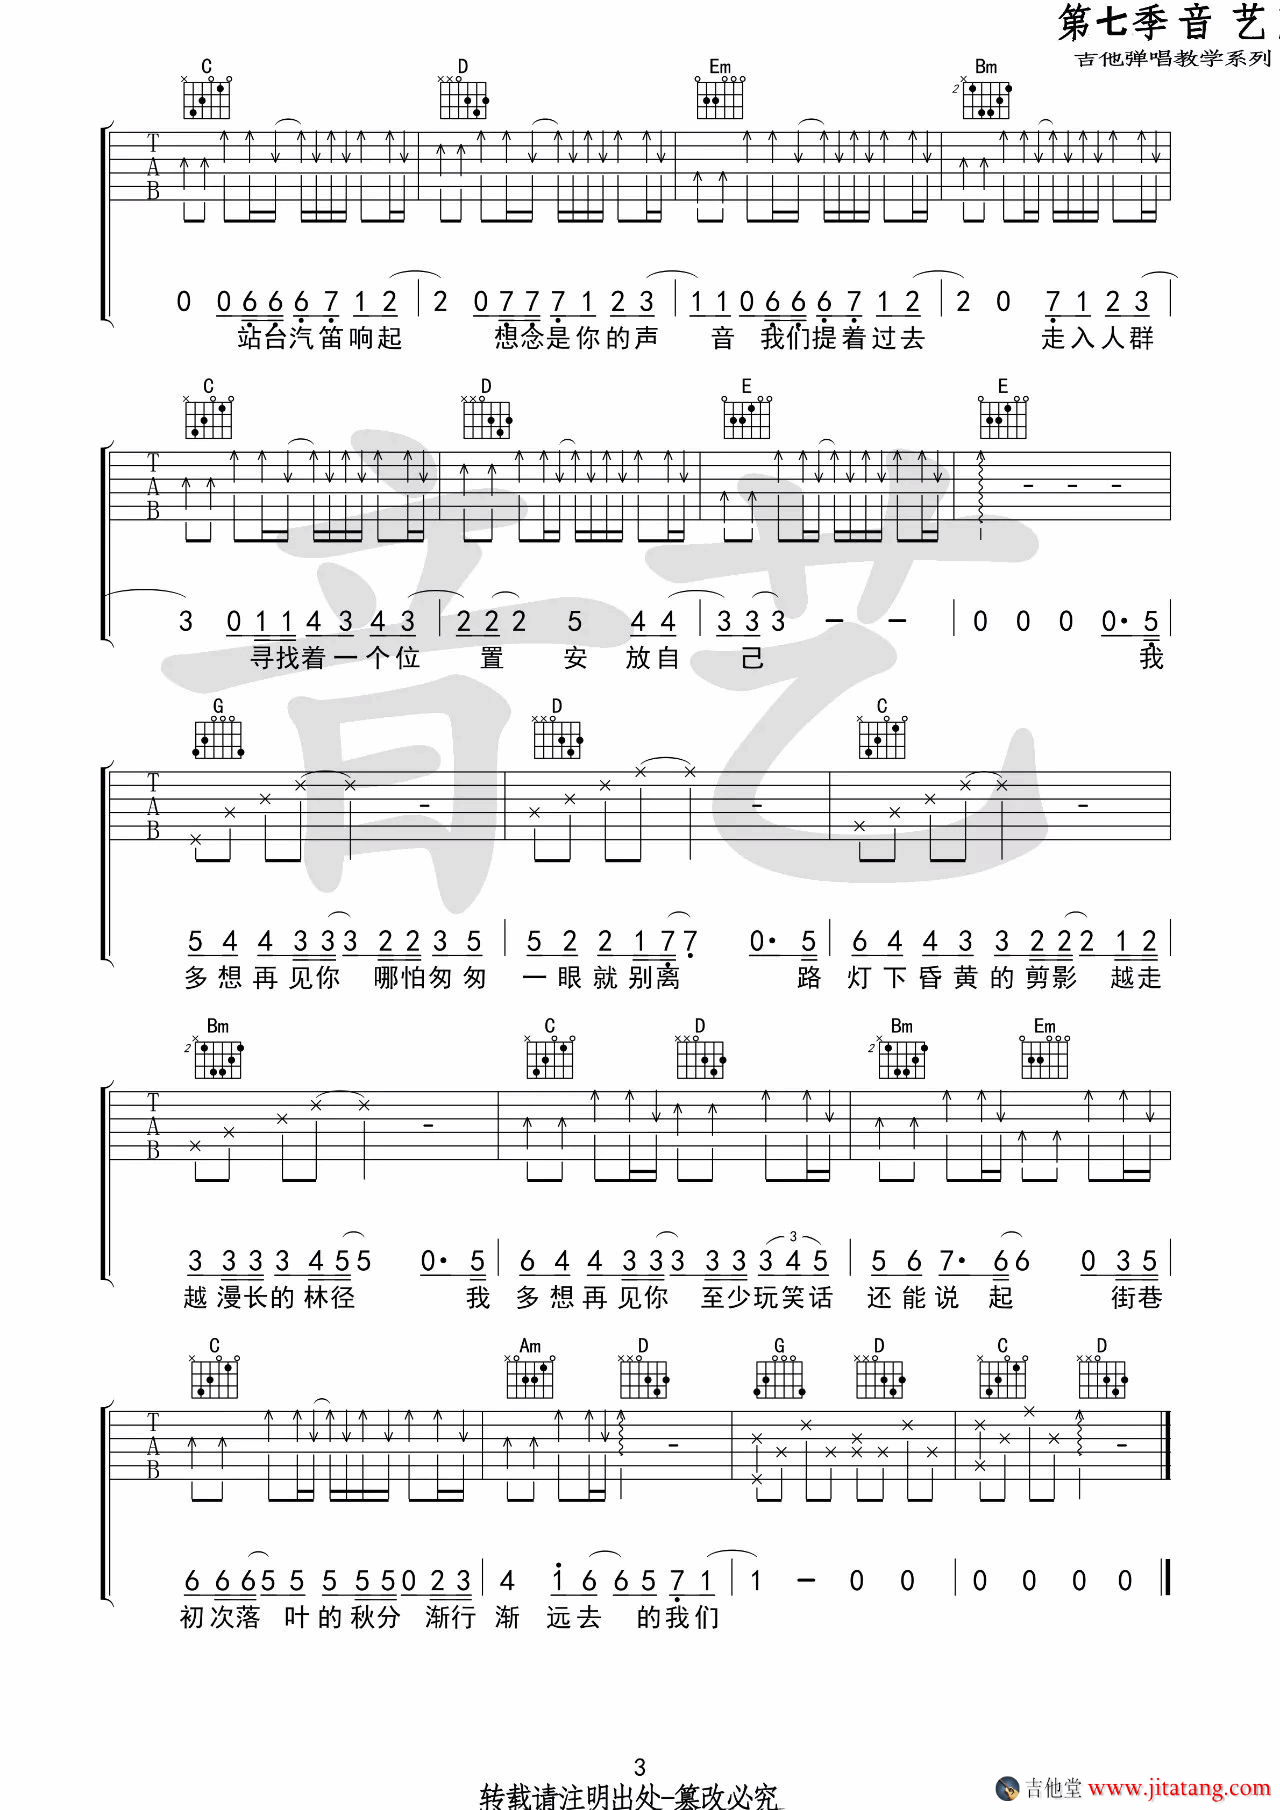 第七季音艺
吉他弹唱教学系列
C D Em Bm
2
T
A
B
0 0 6 6 6 7 1 2 | 2 0 7 7 7 1 2 3 | 1 1 0 6 6 6 7 1 2 | 2 0 7 1 2 3
站台汽笛响起 想念是你的声 音 我们提着过去 走入人群
C D E E
T
A
B
3 0 1 1 4 3 4 3 | 2 2 2 5 4 4 | 3 3 3 – – | 0 0 0 0· 5
寻找着一个位 置 安 放自 己 我
音艺
G D C
T
A
B
5 4 4 3 3 3 2 2 3 5 | 5 2 2 1 7 7 0· 5 | 6 4 4 3 3 2 2 2 1 2
多想再见你 哪怕匆匆 一眼就别离 路 灯下昏黄的剪影 越走
Bm C D Bm Em
2 2
T
A
B
3 3 3 3 4 5 5 0· 5 | 6 4 4 3 3 3 3 3 3 4 5 | 5 6 7· 6 6 0 3 5
3
越漫长的林径 我 多想再见你 至少玩笑话 还能说 起 街巷
C Am D G D C D
T
A
B
6 6 6 5 5 5 5 5 0 2 3 | 4 1 6 6 5 7 1 | 1 – 0 0 | 0 0 0 0
初次落 叶的秋分 渐行 渐 远去 的我们
3
转载请注明出处-篡改必究
吉他堂 www.jitatang.com